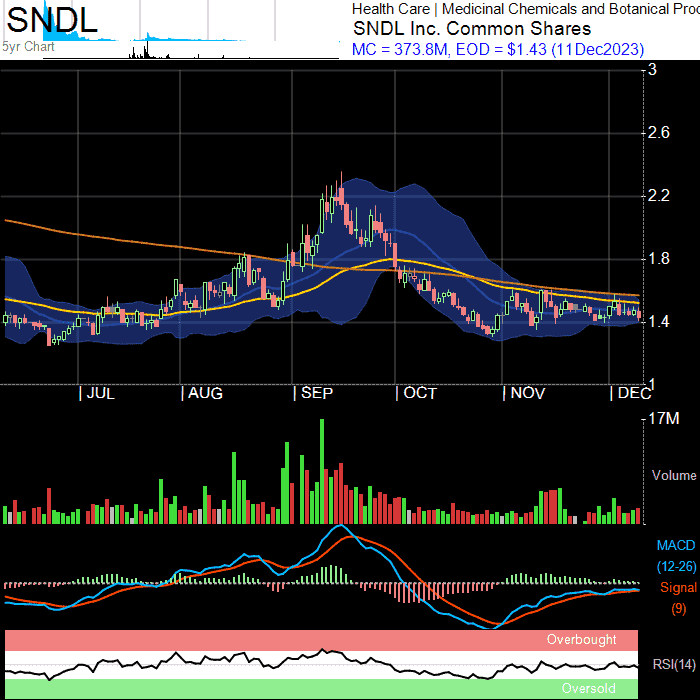 SNDL
Health Care | Medicinal Chemicals and Botanical Pro
SNDL Inc. Common Shares
5yr Chart
MC = 373.8M, EOD = $1.43 (11Dec2023)
3
2.6
2.2
1.8
1.4
1
| JUL | AUG | SEP | OCT | NOV | DEC
17M
Volume
MACD
(12-26)
Signal
(9)
Overbought
RSI(14)
Oversold